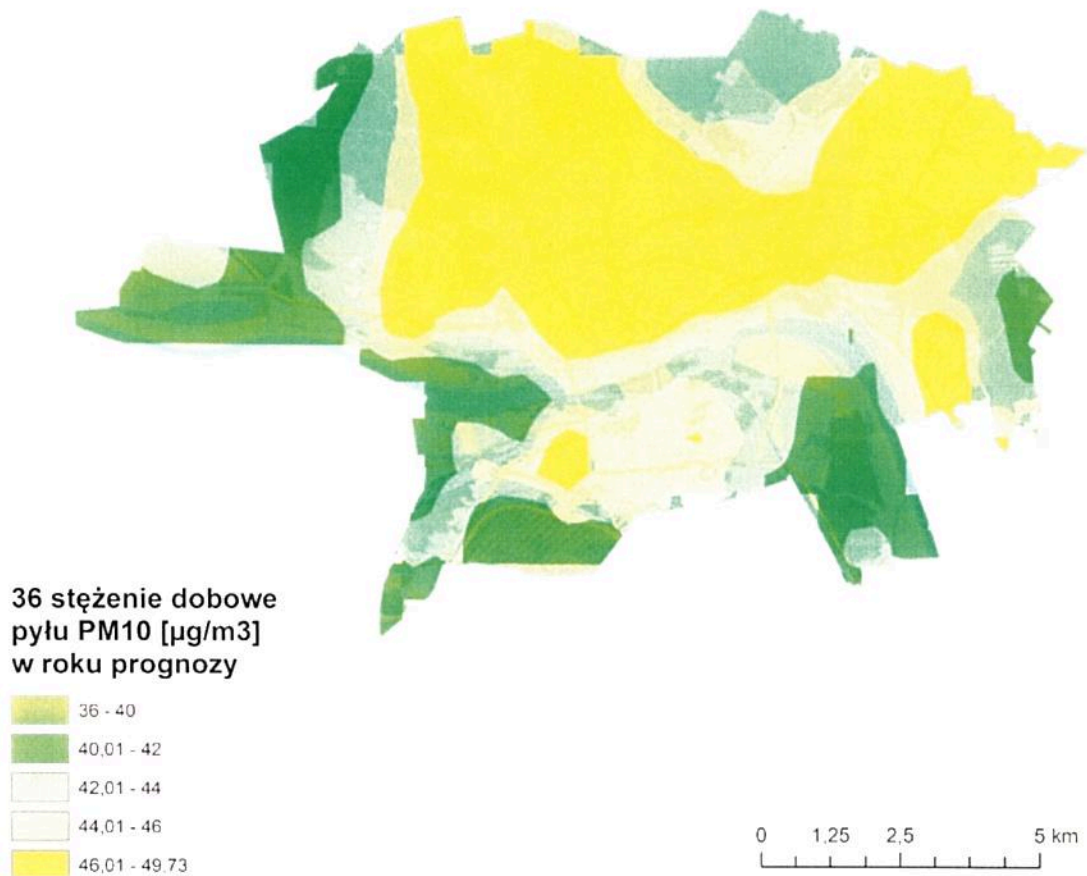 36 stężenie dobowe
pyłu PM10 [µg/m3]
w roku prognozy
36 - 40
40,01 - 42
42,01 - 44
44,01 - 46
46,01 - 49.73
0 1,25 2,5 5 km